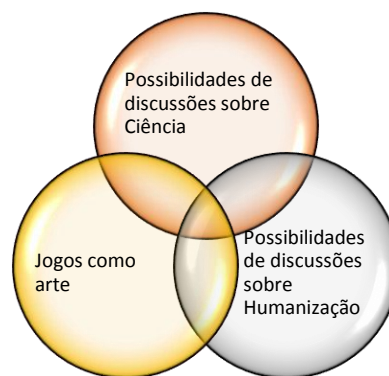 Possibilidades de
discussões sobre
Ciência
Jogos como
arte
Possibilidades
de discussões
sobre
Humanização